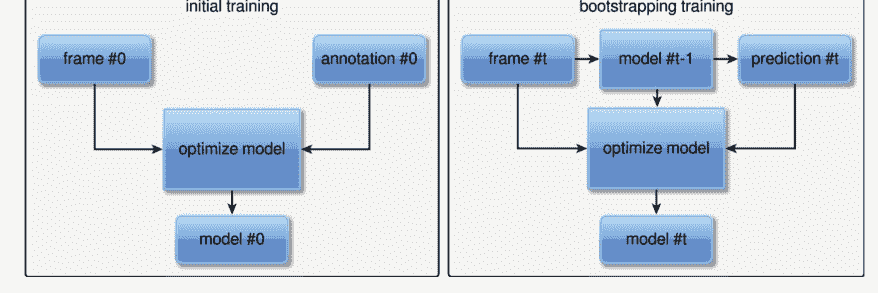 initial training
frame #0
annotation #0
optimize model
model #0
bootstrapping training
frame #t
model #t-1
prediction #t
optimize model
model #t